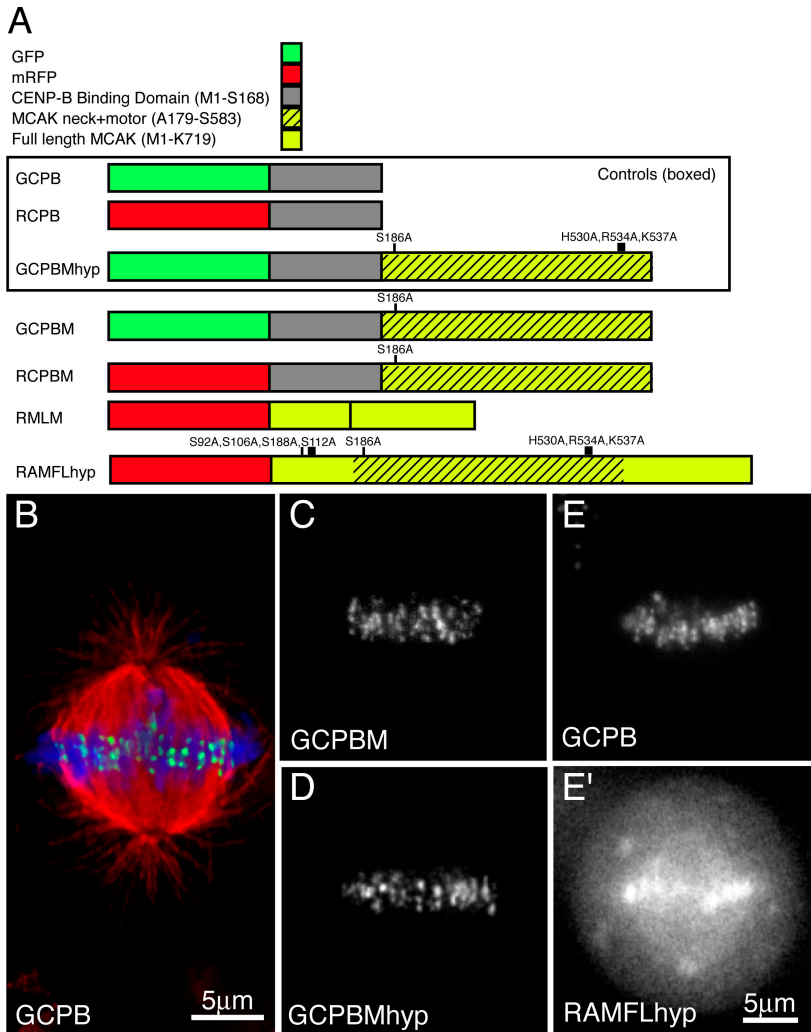 A
GFP
mRFP
CENP-B Binding Domain (M1-S168)
MCAK neck+motor (A179-S583)
Full length MCAK (M1-K719)
Controls (boxed)
GCPB
RCPB
S186A
H530A,R534A,K537A
GCPBMhyp
S186A
GCPBM
S186A
RCPBM
RMLM
S92A,S106A,S188A,S112A
S186A
H530A,R534A,K537A
RAMFLhyp
B
GCPB
5µm
C
GCPBM
D
GCPBMhyp
E
GCPB
E'
RAMFLhyp
5µm